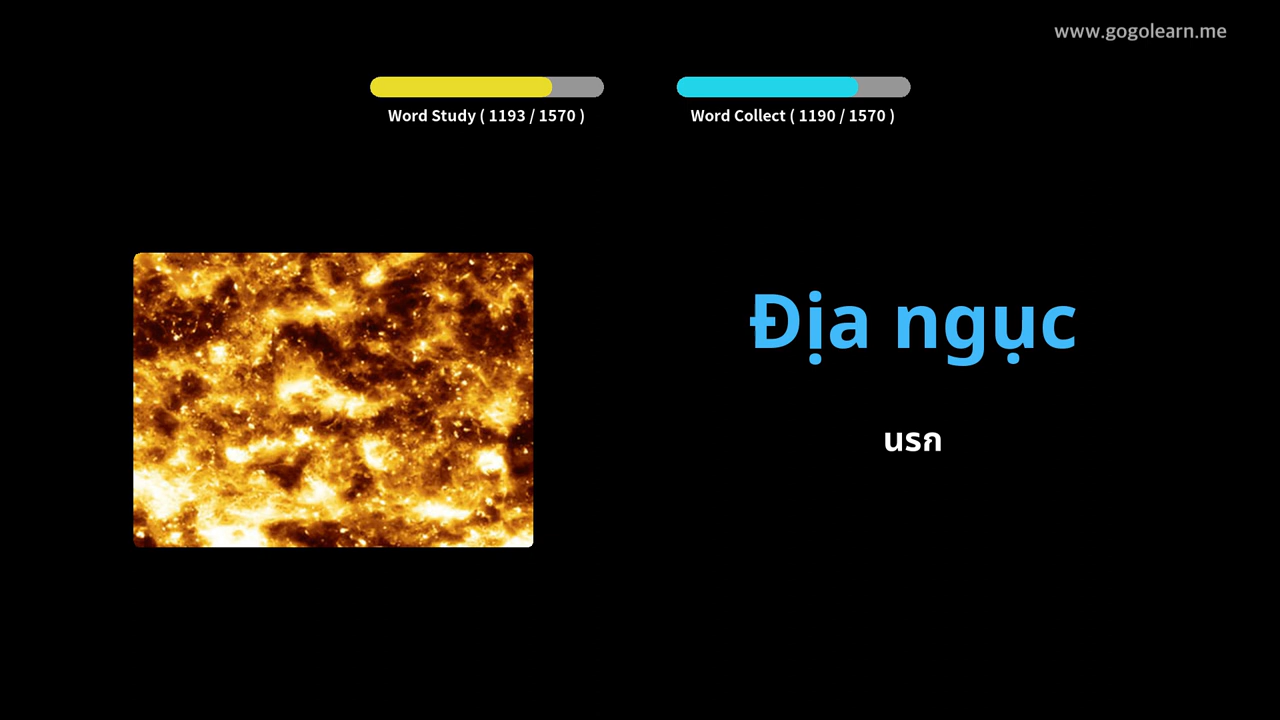 www.gogolearn.me
Word Study ( 1193 / 1570 )
Word Collect ( 1190 / 1570 )
Địa ngục
นรก